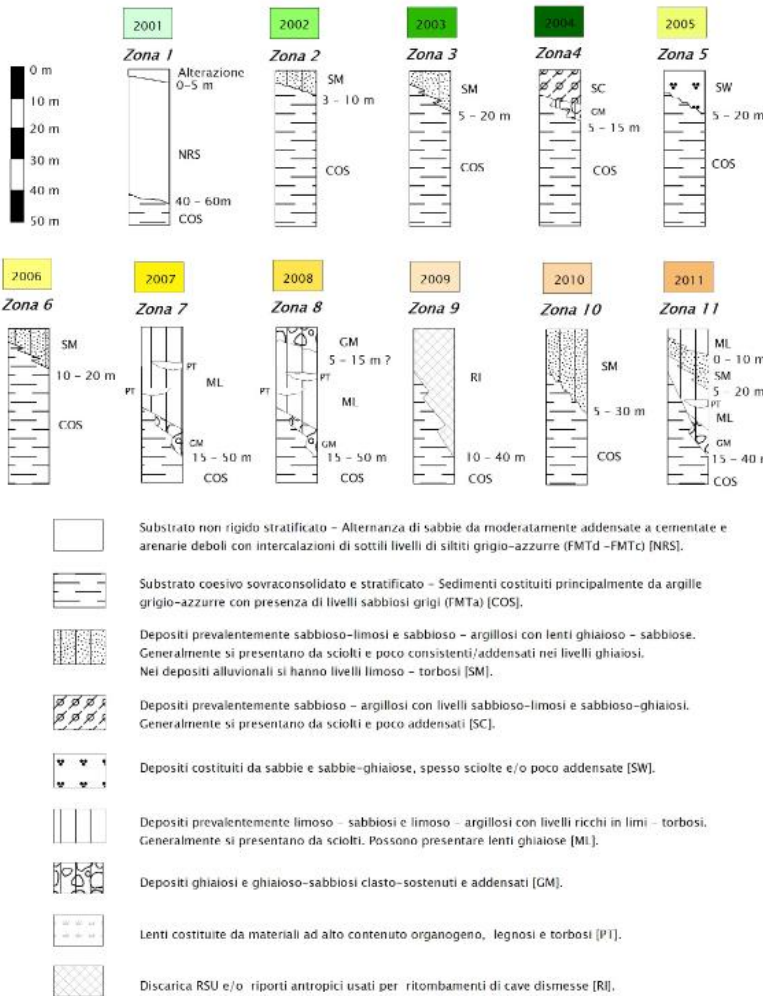 2001 2002 2003 2004 2005
Zona 1 Zona 2 Zona 3 Zona4 Zona 5
0 m
10 m
20 m
30 m
40 m
50 m
Alterazione
0-5 m
NRS
40 - 60m
COS
SM
3 - 10 m
COS
SM
5 - 20 m
COS
SC
GM
5 - 15 m
COS
SW
5 - 20 m
COS
2006 2007 2008 2009 2010 2011
Zona 6 Zona 7 Zona 8 Zona 9 Zona 10 Zona 11
SM
10 - 20 m
COS
PT
ML
PT
GM
15 - 50 m
COS
GM
5 - 15 m ?
PT
ML
PT
GM
15 - 50 m
COS
RI
10 - 40 m
COS
SM
5 - 30 m
COS
ML
0 - 10m
SM
5 - 20 m
PT
ML
GM
15 - 40 m
COS
Substrato non rigido stratificato - Alternanza di sabbie da moderatamente addensate a cementate e
arenarie deboli con intercalazioni di sottili livelli di siltiti grigio-azzurre (FMTd -FMTc) [NRS].
Substrato coesivo sovraconsolidato e stratificato - Sedimenti costituiti principalmente da argille
grigio-azzurre con presenza di livelli sabbiosi grigi (FMTa) [COS].
Depositi prevalentemente sabbioso-limosi e sabbioso - argillosi con lenti ghiaioso - sabbiose.
Generalmente si presentano da sciolti e poco consistenti/addensati nei livelli ghiaiosi.
Nei depositi alluvionali si hanno livelli limoso - torbosi [SM].
Depositi prevalentemente sabbioso - argillosi con livelli sabbioso-limosi e sabbioso-ghiaiosi.
Generalmente si presentano da sciolti e poco addensati [SC].
Depositi costituiti da sabbie e sabbie-ghiaiose, spesso sciolte e/o poco addensate [SW].
Depositi prevalentemente limoso - sabbiosi e limoso - argillosi con livelli ricchi in limi - torbosi.
Generalmente si presentano da sciolti. Possono presentare lenti ghiaiose [ML].
Depositi ghiaiosi e ghiaioso-sabbiosi clasto-sostenuti e addensati [GM].
Lenti costituite da materiali ad alto contenuto organogeno, legnosi e torbosi [PT].
Discarica RSU e/o riporti antropici usati per ritombamenti di cave dismesse [RI].